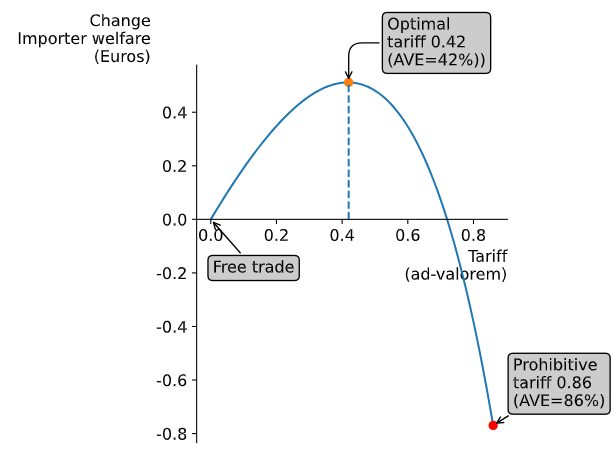 Change
Importer welfare
(Euros)
Optimal
tariff 0.42
(AVE=42%))
0.4
0.2
0.0
0.0 0.2 0.4 0.6 0.8
Tariff
(ad-valorem)
Free trade
-0.2
-0.4
-0.6
-0.8
Prohibitive
tariff 0.86
(AVE=86%)